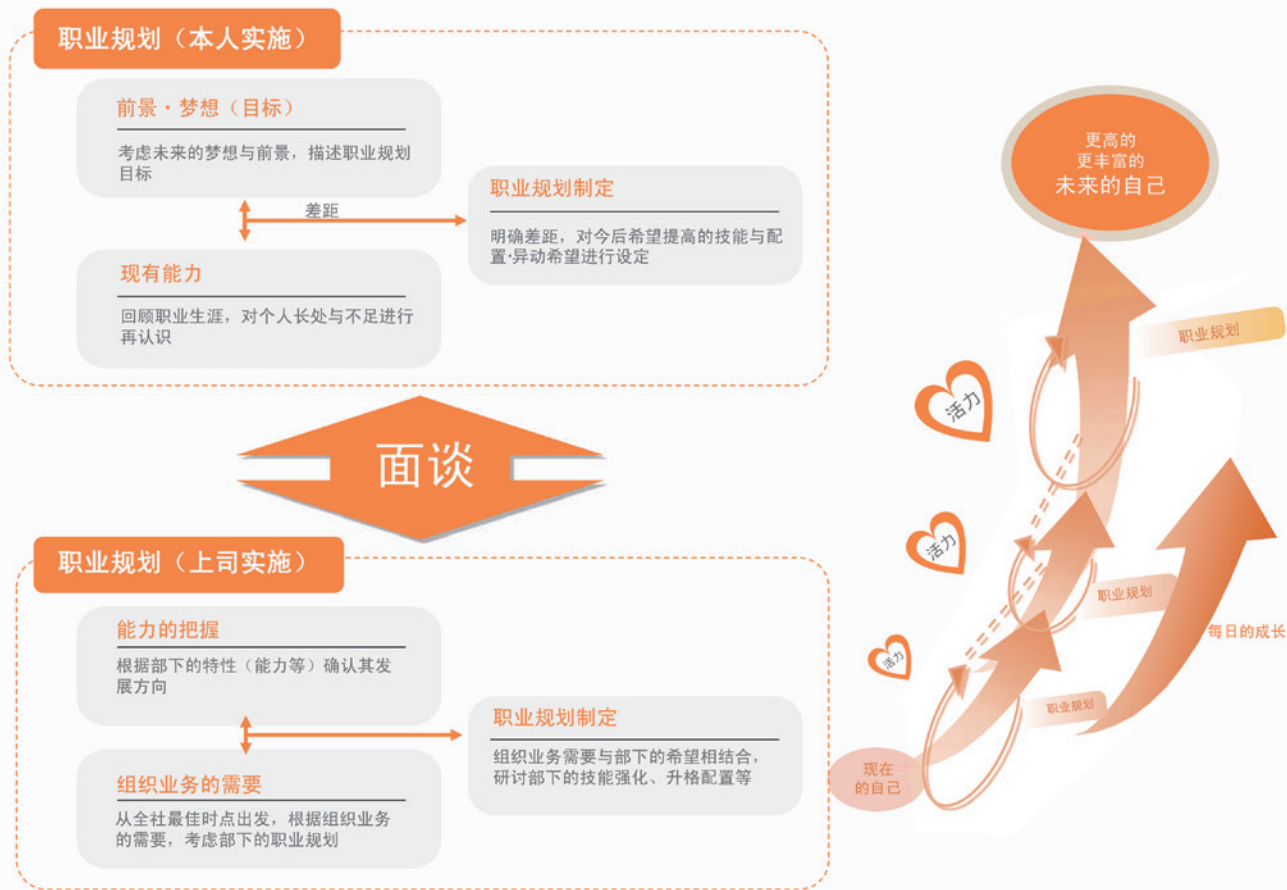 职业规划（本人实施）
前景·梦想（目标）
考虑未来的梦想与前景，描述职业规划
目标
差距
现有能力
回顾职业生涯，对个人长处与不足进行
再认识
职业规划制定
明确差距，对今后希望提高的技能与配
置·异动希望进行设定
面谈
职业规划（上司实施）
能力的把握
根据部下的特性（能力等）确认其发
展方向
组织业务的需要
从全社最佳时点出发，根据组织业务
的需要，考虑部下的职业规划
职业规划制定
组织业务需要与部下的希望相结合，
研讨部下的技能强化、升格配置等
更高的
更丰富的
未来的自己
职业规划
活力
活力
职业规划
每日的成长
活力
职业规划
现在
的自己